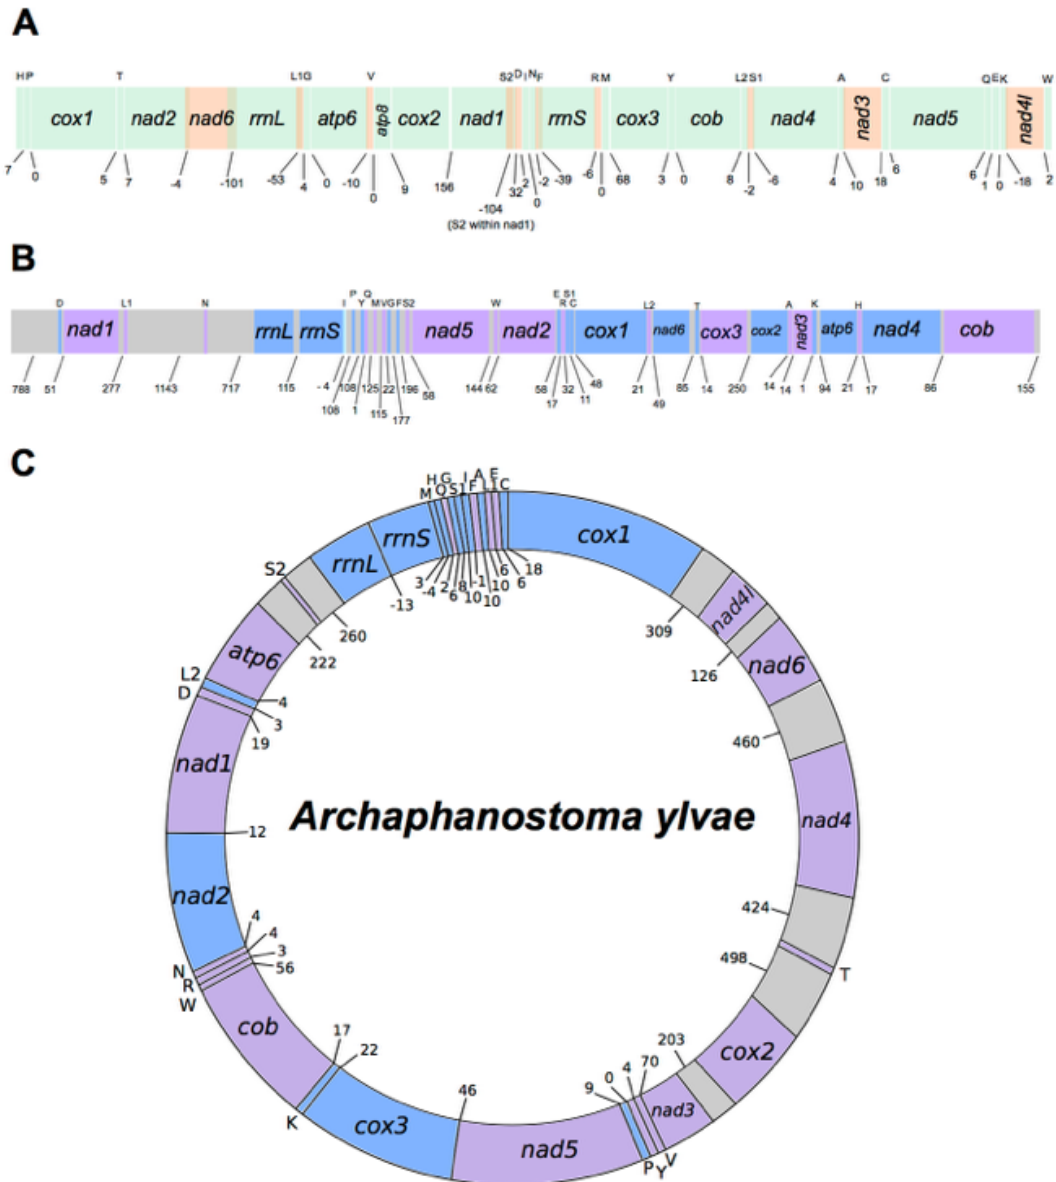 A
H P T L1 G V S2 D I N F R M Y L2 S1 A C Q E K W
cox1 nad2 nad6 rrnL atp6 atp8 cox2 nad1 rrnS cox3 cob nad4 nad3 nad5 nad4l
7 0 5 7 -4 -101 -53 4 0 -10 0 9 156 -104 32 2 0 -2 -39 -6 0 68 3 0 8 -2 -6 4 10 18 6 6 1 0 -18 2
(S2 within nad1)
B
D L1 N I P Y Q M V G F S2 W E R S1 C L2 T A K H
nad1 rrnL rrnS nad5 nad2 cox1 nad6 cox3 cox2 nad3 atp6 nad4 cob
788 51 277 1143 717 115 -4 108 108 1 125 115 22 177 196 58 144 62 58 17 32 11 48 21 49 85 14 250 14 14 1 94 21 17 86 155
C
M H Q G S1 I F A L1 E C
cox1
18
309
nad4l
126
nad6
460
nad4
424
T
498
cox2
203
nad3
70
V
4
Y
0
P
9
nad5
46
cox3
22
K
17
cob
56
W
3
R
4
N
4
nad2
12
nad1
19
D
3
L2
4
atp6
222
S2
260
rrnL
-13
rrnS
3 -4 2 6 8 10 -1 10 10 6 6
Archaphanostoma ylvae